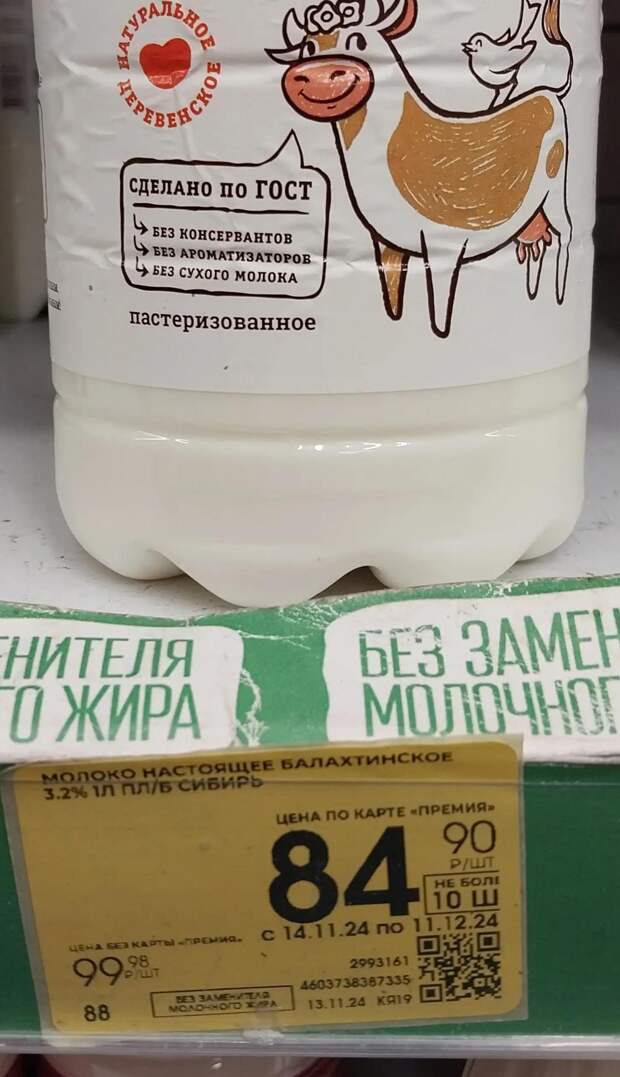 НАТУРАЛЬНОЕ
ДЕРЕВЕНСКОЕ
СДЕЛАНО ПО ГОСТ
БЕЗ КОНСЕРВАНТОВ
БЕЗ АРОМАТИЗАТОРОВ
БЕЗ СУХОГО МОЛОКА
пастеризованное
ЕНИТЕЛЯ
ГО ЖИРА
БЕЗ ЗАМЕН
МОЛОЧНОГ
МОЛОКО НАСТОЯЩЕЕ БАЛАХТИНСКОЕ
3.2% 1Л ПЛ/Б СИБИРЬ
ЦЕНА ПО КАРТЕ «ПРЕМИЯ»
84 90
₽/ШТ
НЕ БОЛ
10 Ш
С 14.11.24 ПО 11.12.24
ЦЕНА БЕЗ КАРТЫ «ПРЕМИЯ»
99 98
₽/ШТ
2993161
4603738387335
88
БЕЗ ЗАМЕНИТЕЛЯ
МОЛОЧНОГО ЖИРА
13.11.24 КЯ19